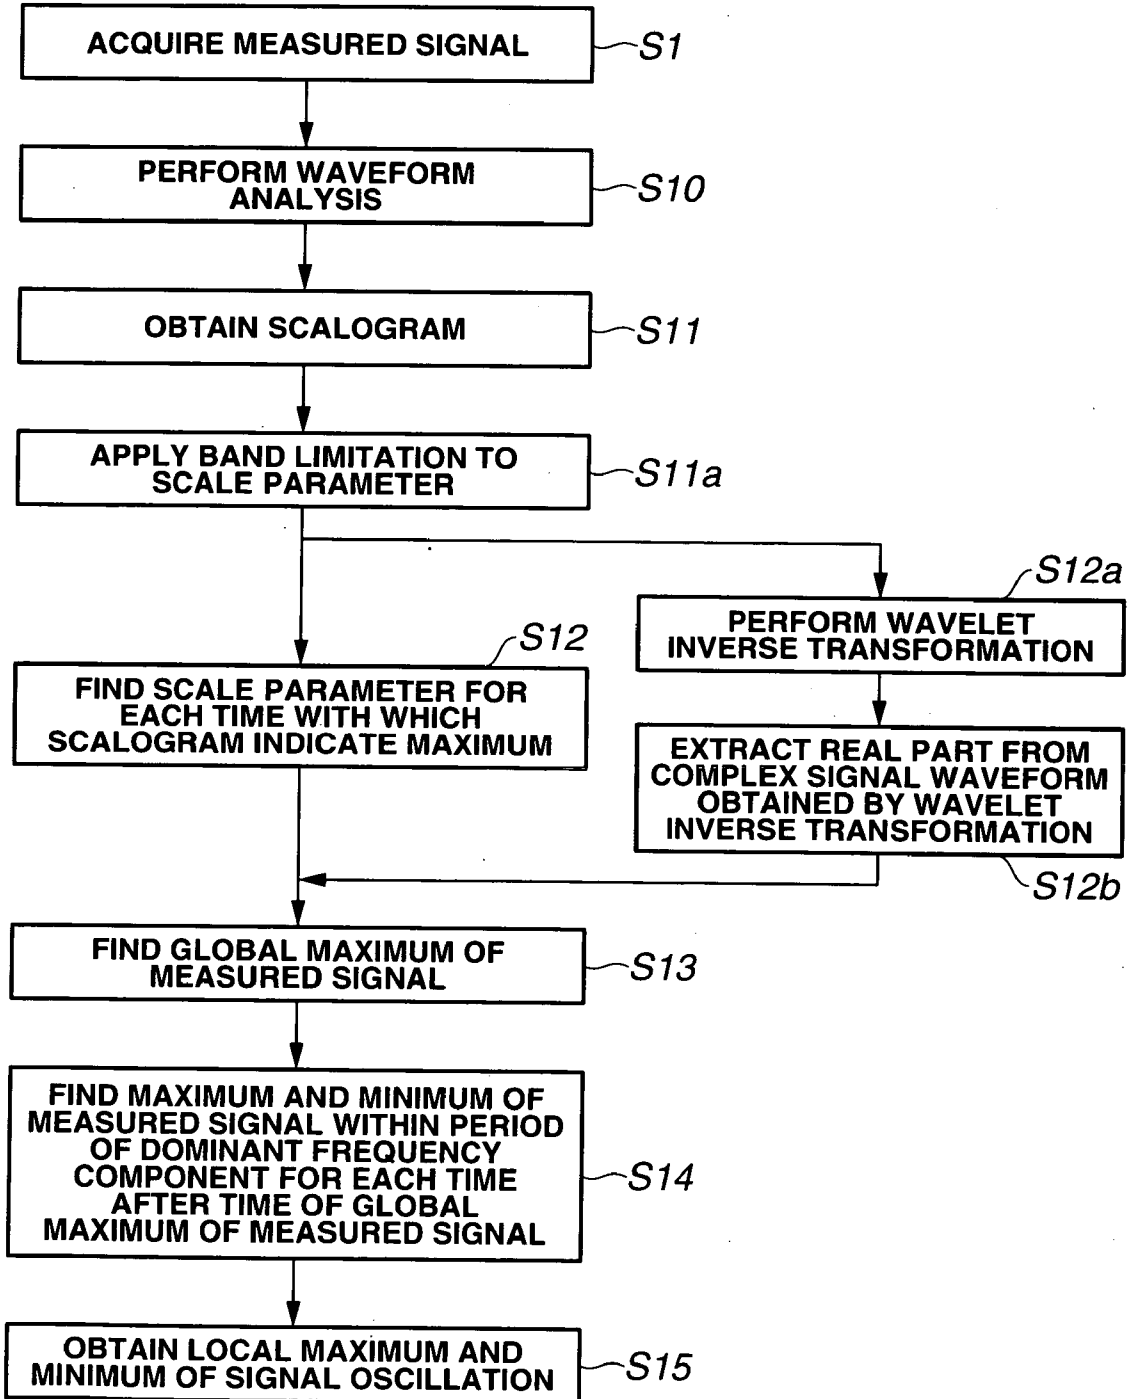 ACQUIRE MEASURED SIGNAL
S1
PERFORM WAVEFORM
ANALYSIS
S10
OBTAIN SCALOGRAM
S11
APPLY BAND LIMITATION TO
SCALE PARAMETER
S11a
S12a
PERFORM WAVELET
INVERSE TRANSFORMATION
S12
FIND SCALE PARAMETER FOR
EACH TIME WITH WHICH
SCALOGRAM INDICATE MAXIMUM
EXTRACT REAL PART FROM
COMPLEX SIGNAL WAVEFORM
OBTAINED BY WAVELET
INVERSE TRANSFORMATION
S12b
FIND GLOBAL MAXIMUM OF
MEASURED SIGNAL
S13
FIND MAXIMUM AND MINIMUM OF
MEASURED SIGNAL WITHIN PERIOD
OF DOMINANT FREQUENCY
COMPONENT FOR EACH TIME
AFTER TIME OF GLOBAL
MAXIMUM OF MEASURED SIGNAL
S14
OBTAIN LOCAL MAXIMUM AND
MINIMUM OF SIGNAL OSCILLATION
S15